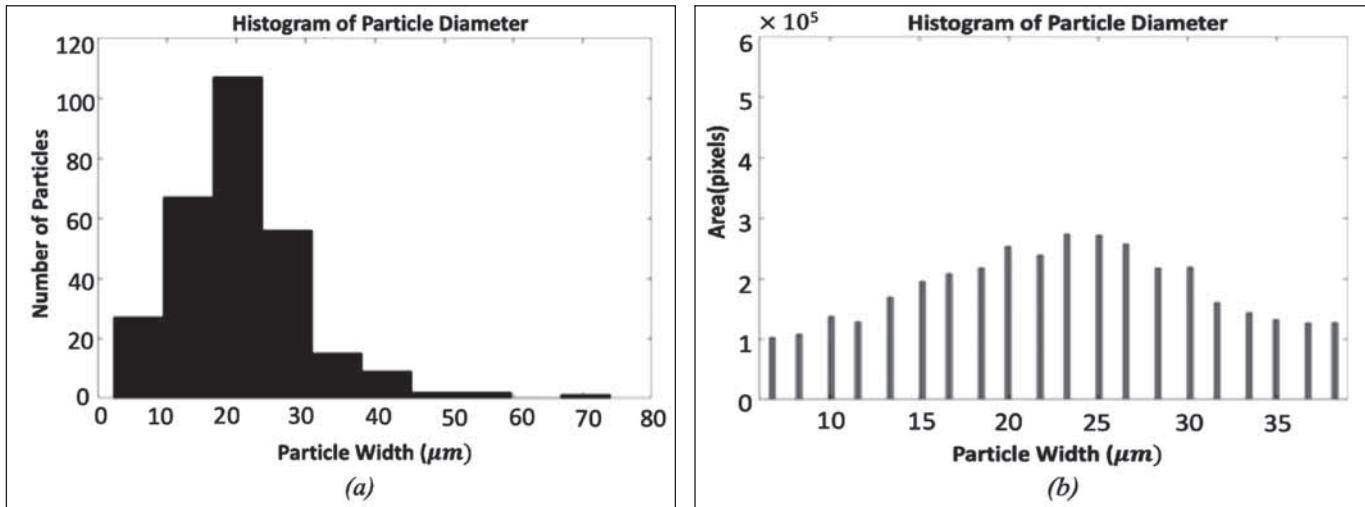 Histogram of Particle Diameter
120
100
80
60
40
20
0
Number of Particles
0 10 20 30 40 50 60 70 80
Particle Width (μm)
(a)
× 10⁵
Histogram of Particle Diameter
6
5
4
3
2
1
0
Area(pixels)
10 15 20 25 30 35
Particle Width (μm)
(b)